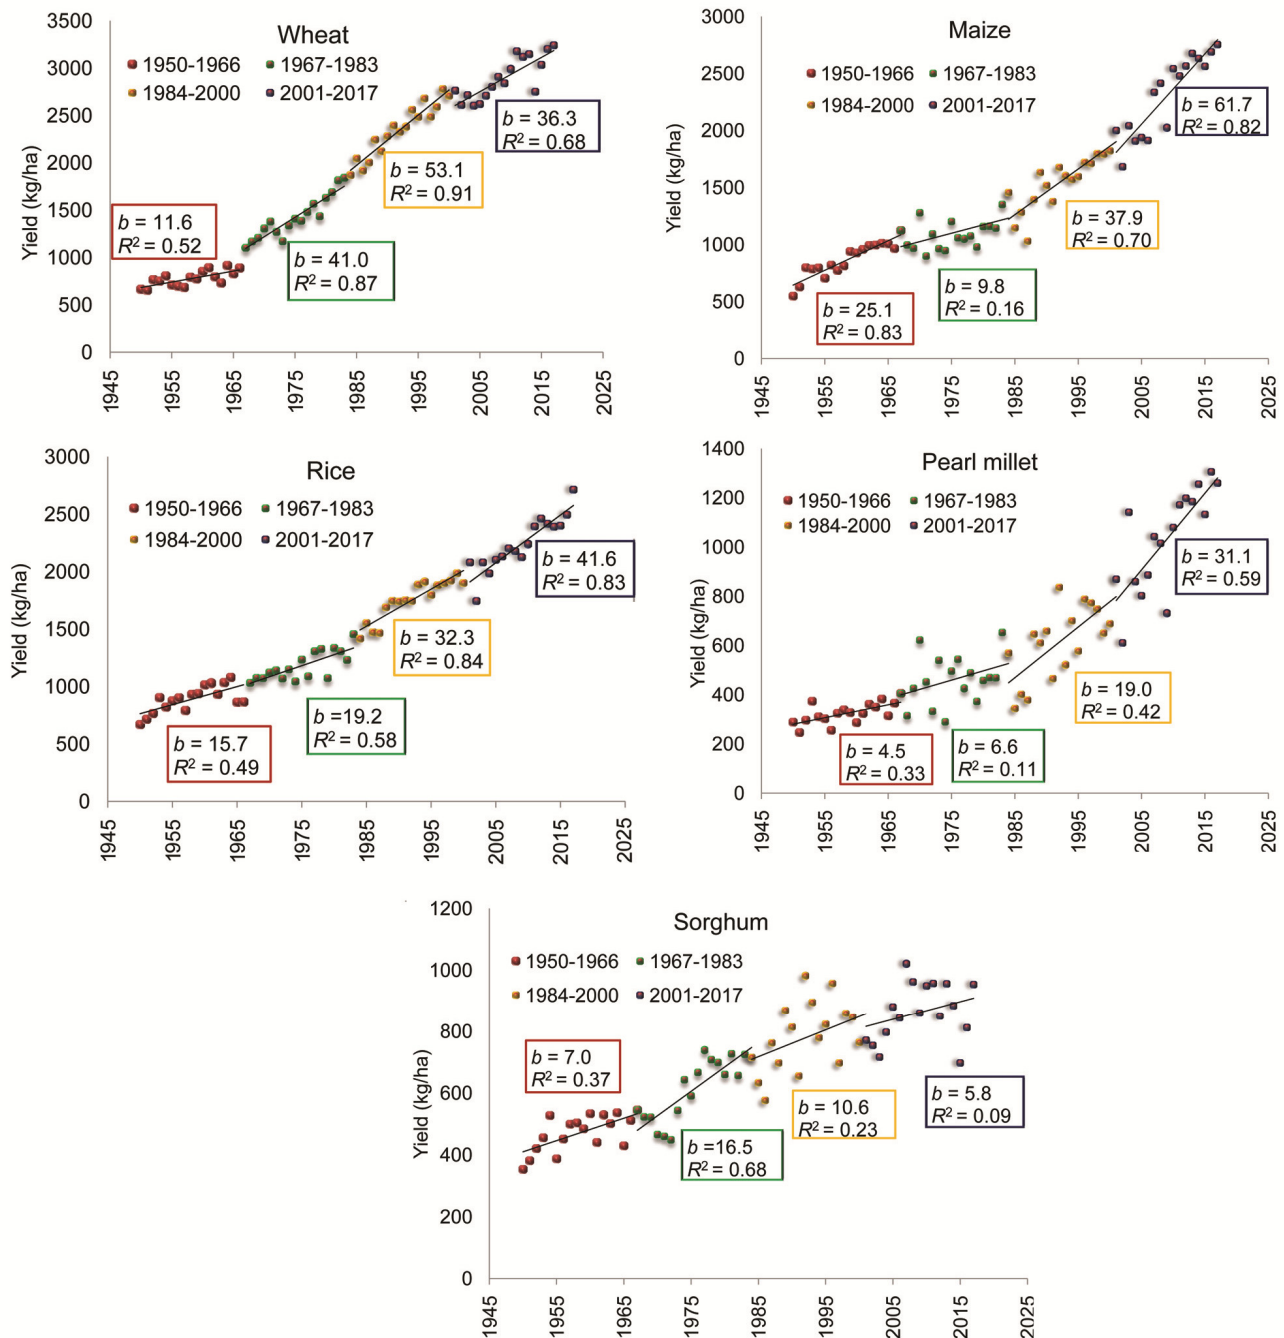 Wheat
1950-1966 1967-1983
1984-2000 2001-2017
Yield (kg/ha)
3500
3000
2500
2000
1500
1000
500
0
b = 11.6
R² = 0.52
b = 41.0
R² = 0.87
b = 53.1
R² = 0.91
b = 36.3
R² = 0.68
1945 1955 1965 1975 1985 1995 2005 2015 2025
Maize
1950-1966 1967-1983
1984-2000 2001-2017
Yield (kg/ha)
3000
2500
2000
1500
1000
500
0
b = 25.1
R² = 0.83
b = 9.8
R² = 0.16
b = 37.9
R² = 0.70
b = 61.7
R² = 0.82
1945 1955 1965 1975 1985 1995 2005 2015 2025
Rice
1950-1966 1967-1983
1984-2000 2001-2017
Yield (kg/ha)
3000
2500
2000
1500
1000
500
0
b = 15.7
R² = 0.49
b =19.2
R² = 0.58
b = 32.3
R² = 0.84
b = 41.6
R² = 0.83
1945 1955 1965 1975 1985 1995 2005 2015 2025
Pearl millet
1950-1966 1967-1983
1984-2000 2001-2017
Yield (kg/ha)
1400
1200
1000
800
600
400
200
0
b = 4.5
R² = 0.33
b = 6.6
R² = 0.11
b = 19.0
R² = 0.42
b = 31.1
R² = 0.59
1945 1955 1965 1975 1985 1995 2005 2015 2025
Sorghum
1950-1966 1967-1983
1984-2000 2001-2017
Yield (kg/ha)
1200
1000
800
600
400
200
0
b = 7.0
R² = 0.37
b =16.5
R² = 0.68
b = 10.6
R² = 0.23
b = 5.8
R² = 0.09
1945 1955 1965 1975 1985 1995 2005 2015 2025